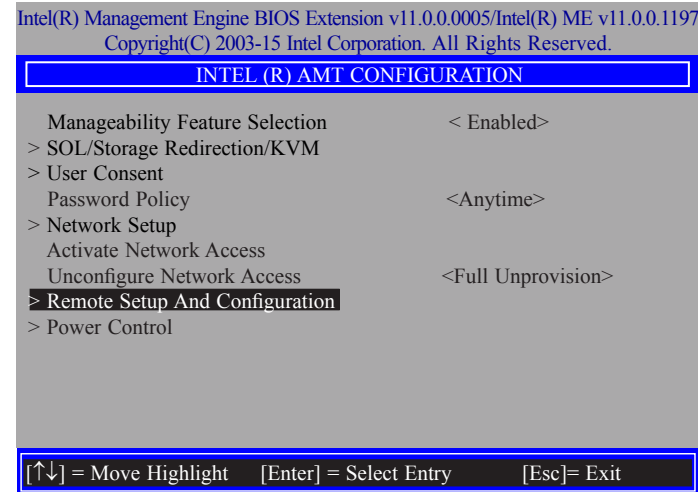 Intel(R) Management Engine BIOS Extension v11.0.0.0005/Intel(R) ME v11.0.0.1197
Copyright(C) 2003-15 Intel Corporation. All Rights Reserved.
INTEL (R) AMT CONFIGURATION
Manageability Feature Selection < Enabled>
> SOL/Storage Redirection/KVM
> User Consent
Password Policy <Anytime>
> Network Setup
Activate Network Access
Unconfigure Network Access <Full Unprovision>
> Remote Setup And Configuration
> Power Control
[↑↓] = Move Highlight [Enter] = Select Entry [Esc]= Exit